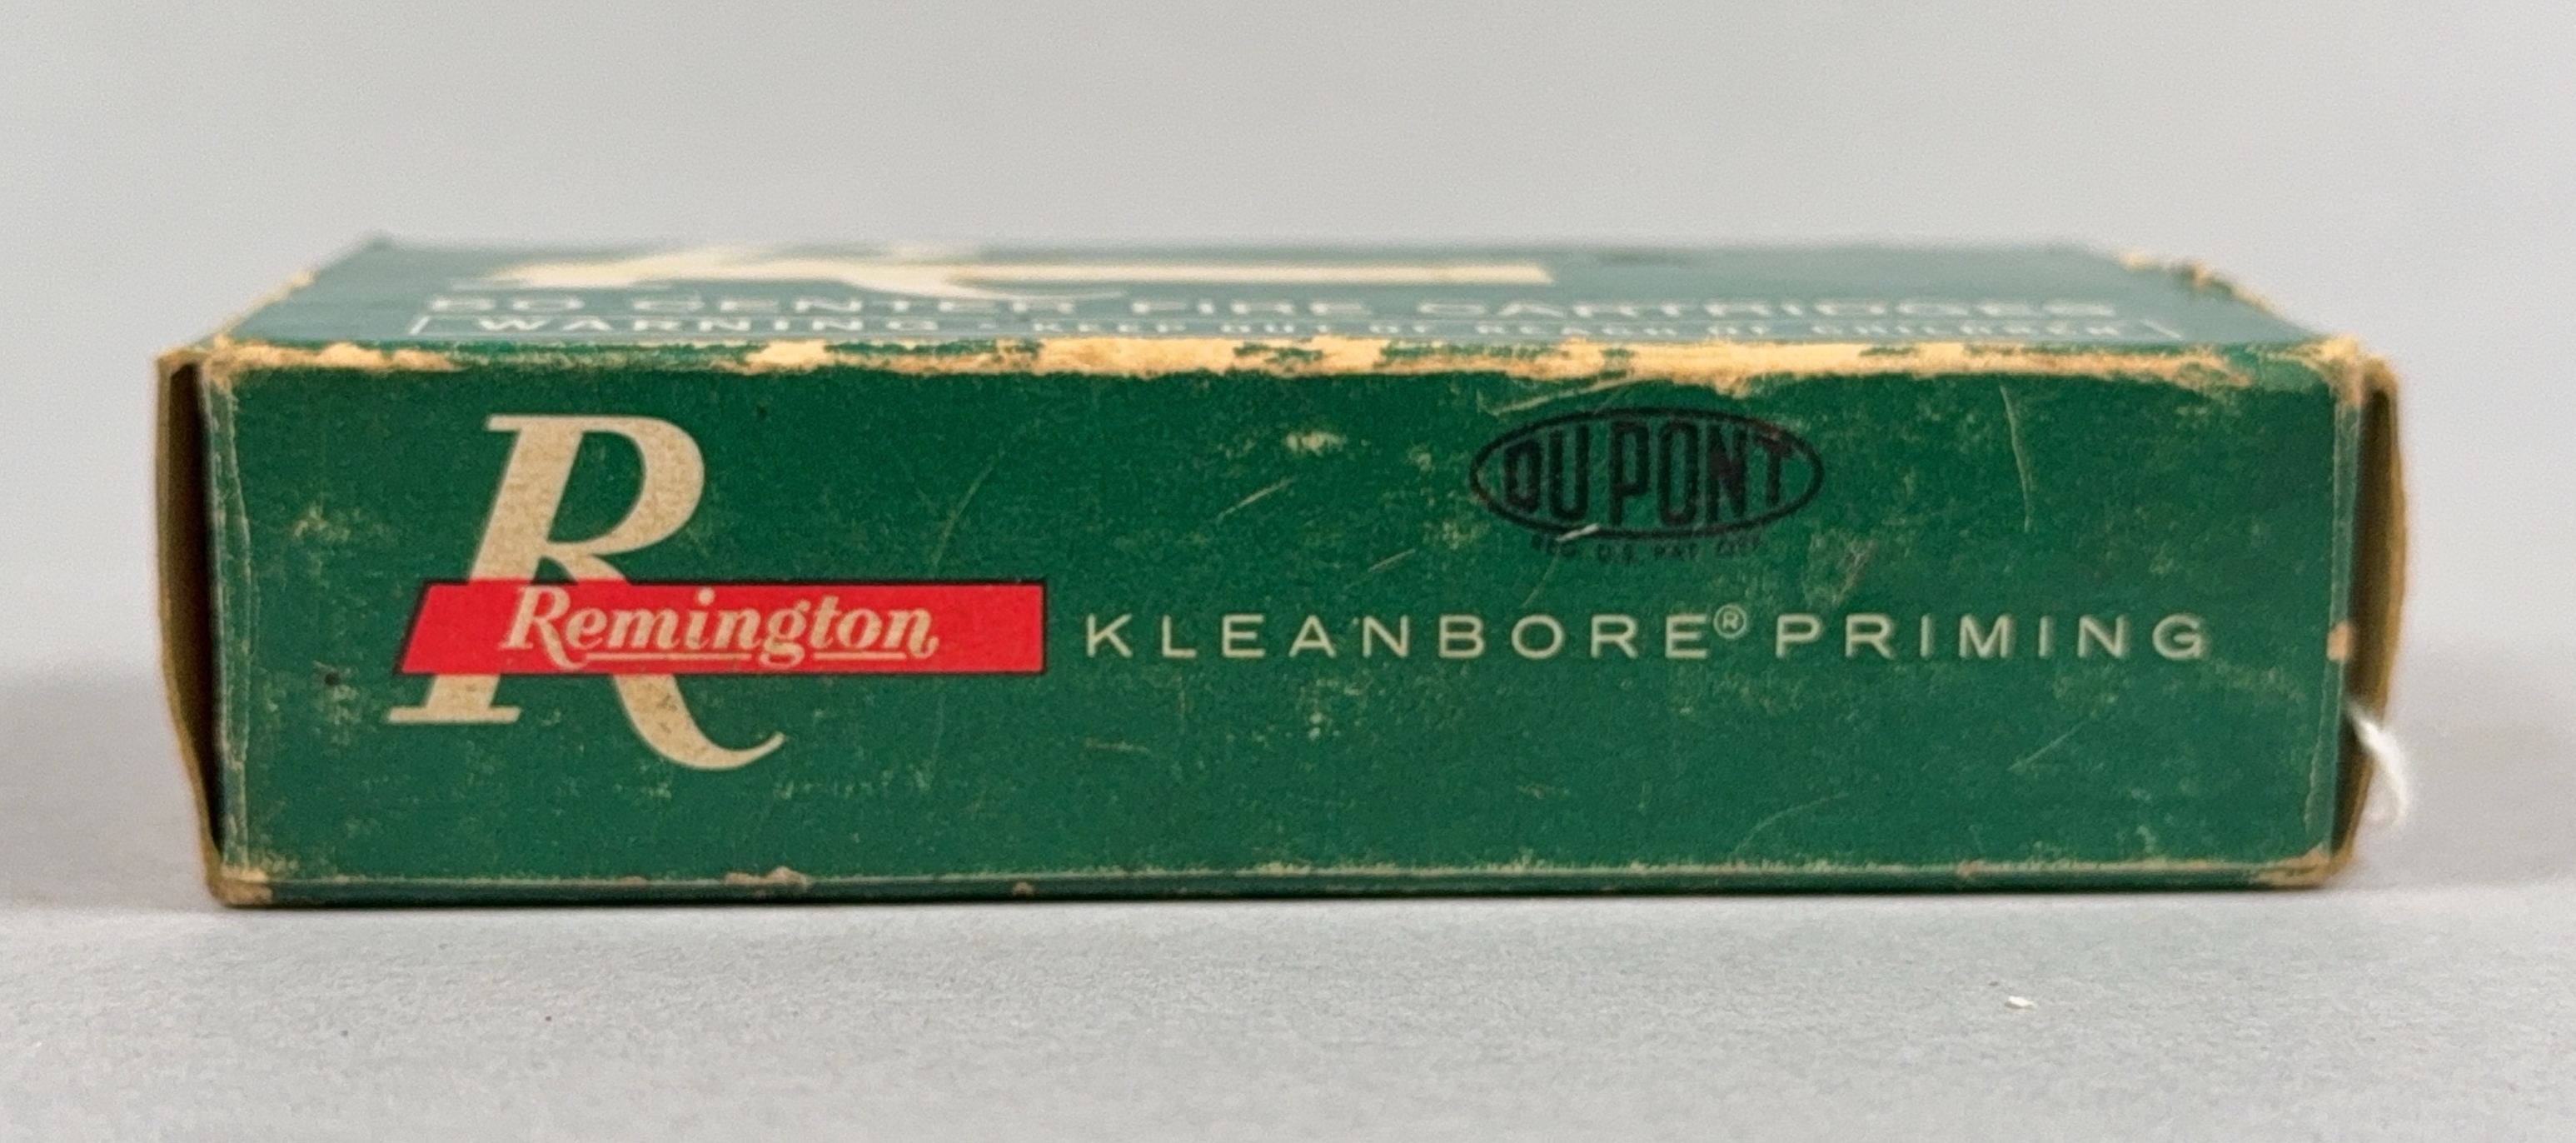 50 CENTER FIRE CARTRIDGES
WARNING - KEEP OUT OF REACH OF CHILDREN
R
Remington
DU PONT
REG. U.S. PAT. OFF.
KLEANBORE® PRIMING